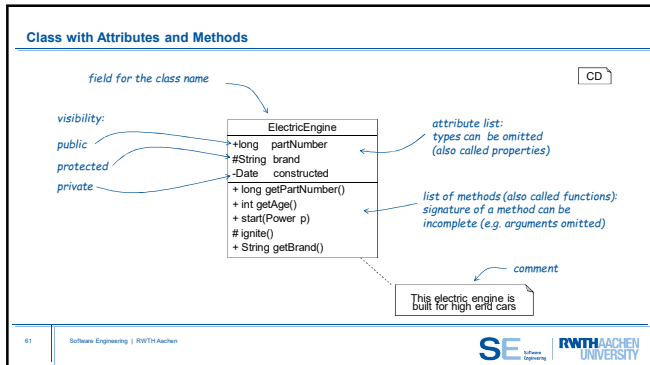 Class with Attributes and Methods
CD
field for the class name
visibility:
public
protected
private
ElectricEngine
+long partNumber
#String brand
-Date constructed
+ long getPartNumber()
+ int getAge()
+ start(Power p)
# ignite()
+ String getBrand()
attribute list:
types can be omitted
(also called properties)
list of methods (also called functions):
signature of a method can be
incomplete (e.g. arguments omitted)
comment
This electric engine is
built for high end cars
61
Software Engineering | RWTH Aachen
SE Software
Engineering
RWTHAACHEN
UNIVERSITY